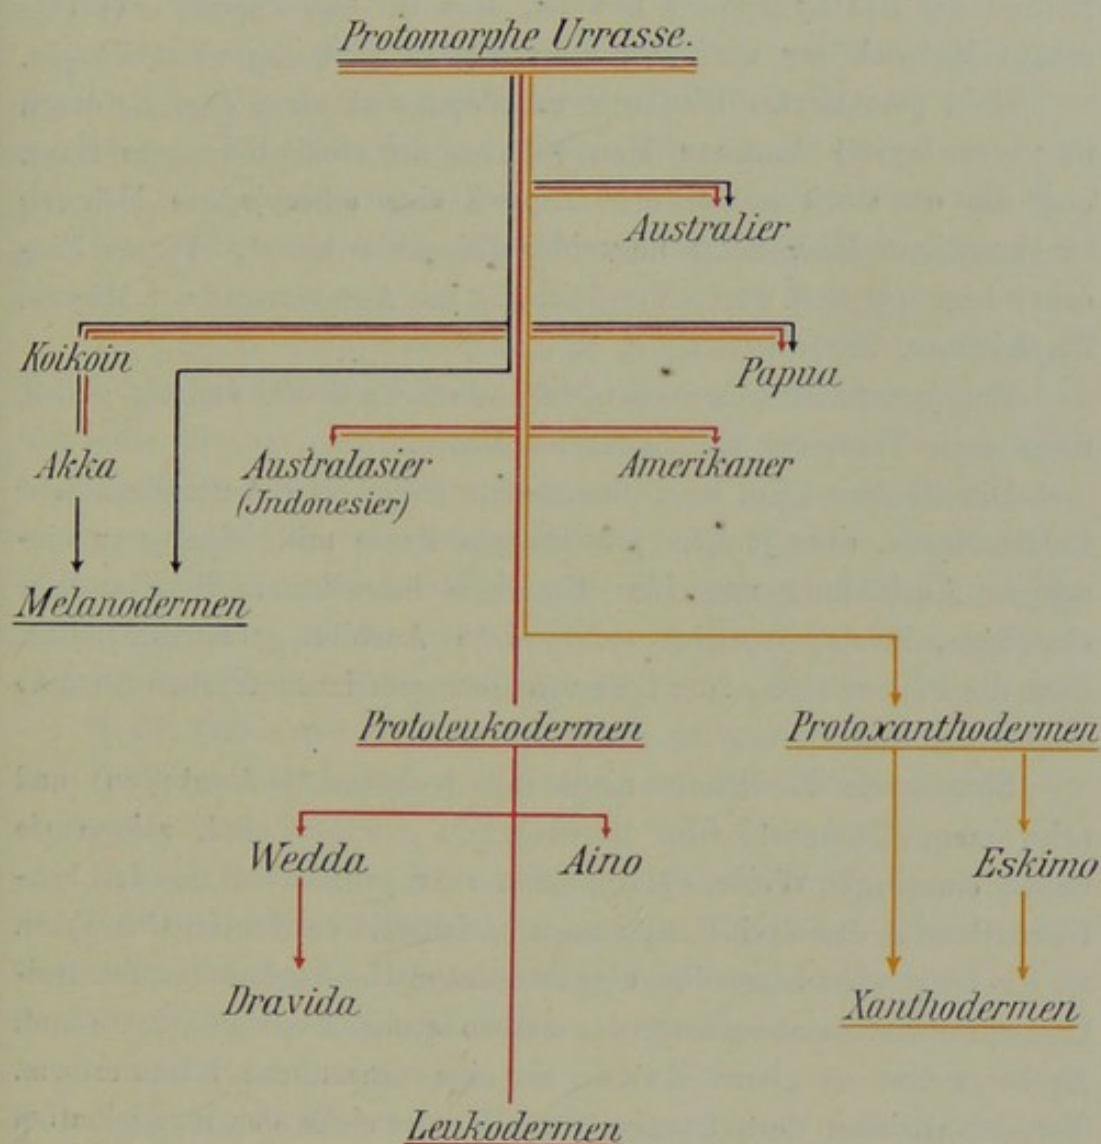 Protomorphe Urrasse.
Australier
Koikoin
Papua
Akka
Australasier
(Jndonesier)
Amerikaner
Melanodermen
Protoleukodermen
Protoxanthodermen
Wedda
Aino
Eskimo
Dravida
Xanthodermen
Leukodermen